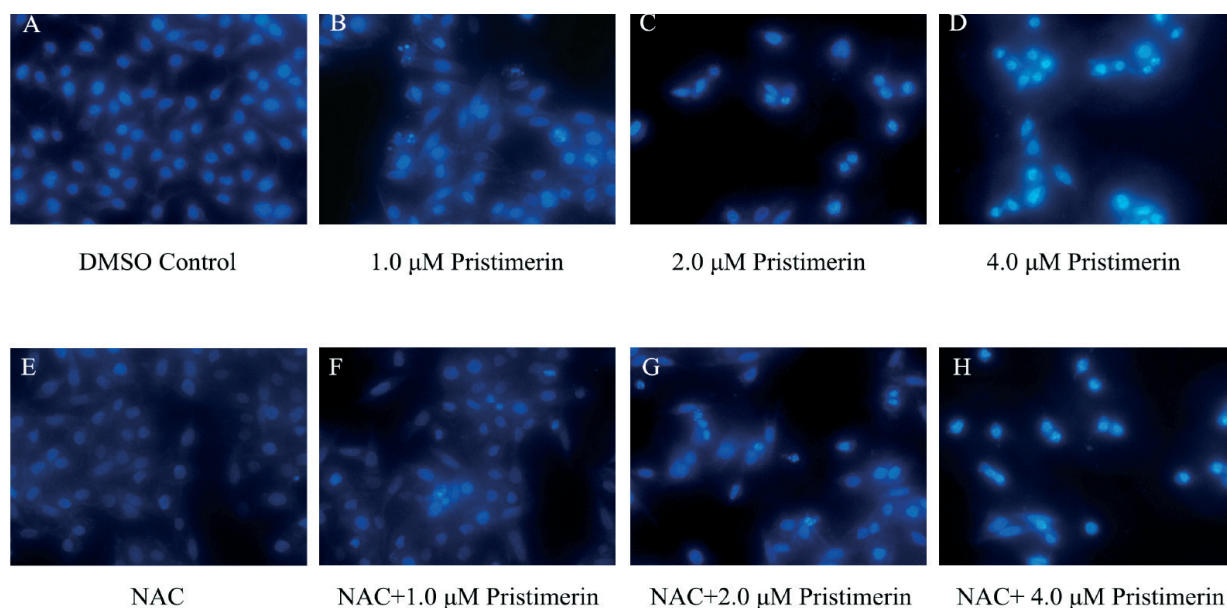 A B C D
DMSO Control 1.0 μM Pristimerin 2.0 μM Pristimerin 4.0 μM Pristimerin
E F G H
NAC NAC+1.0 μM Pristimerin NAC+2.0 μM Pristimerin NAC+ 4.0 μM Pristimerin